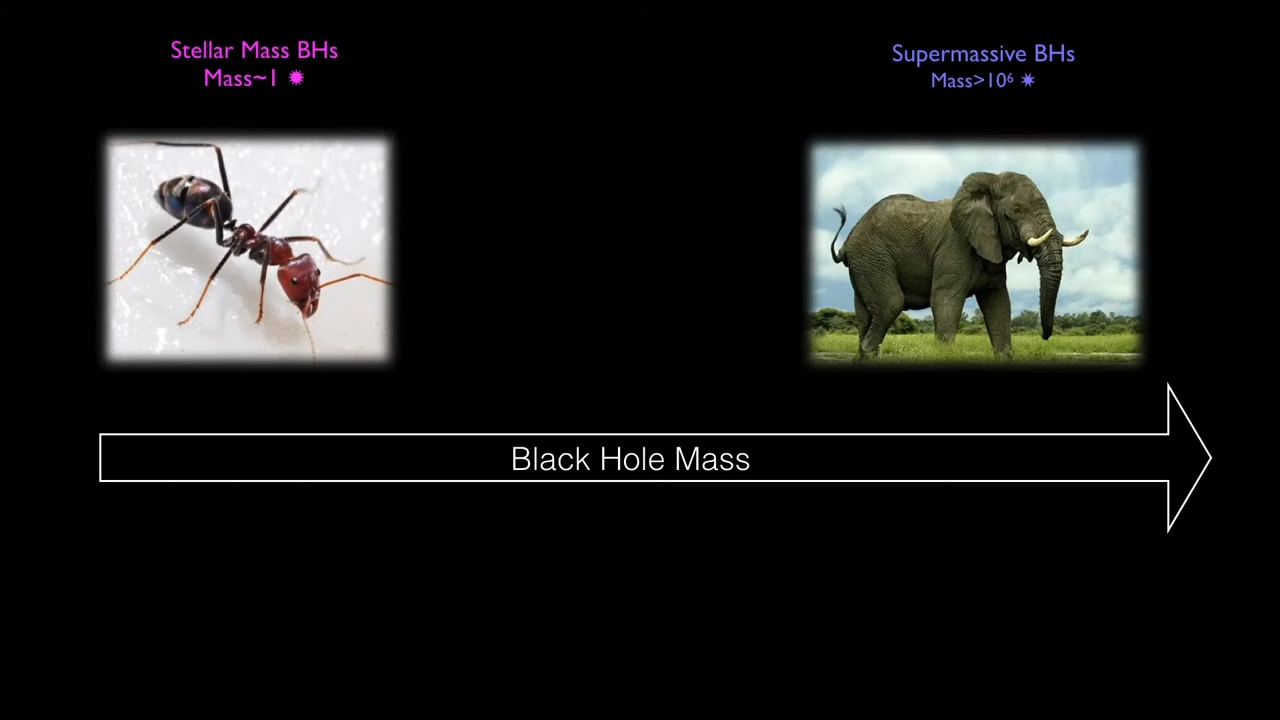 Stellar Mass BHs
Mass~1 ✹
Supermassive BHs
Mass>10⁶ ✷
Black Hole Mass